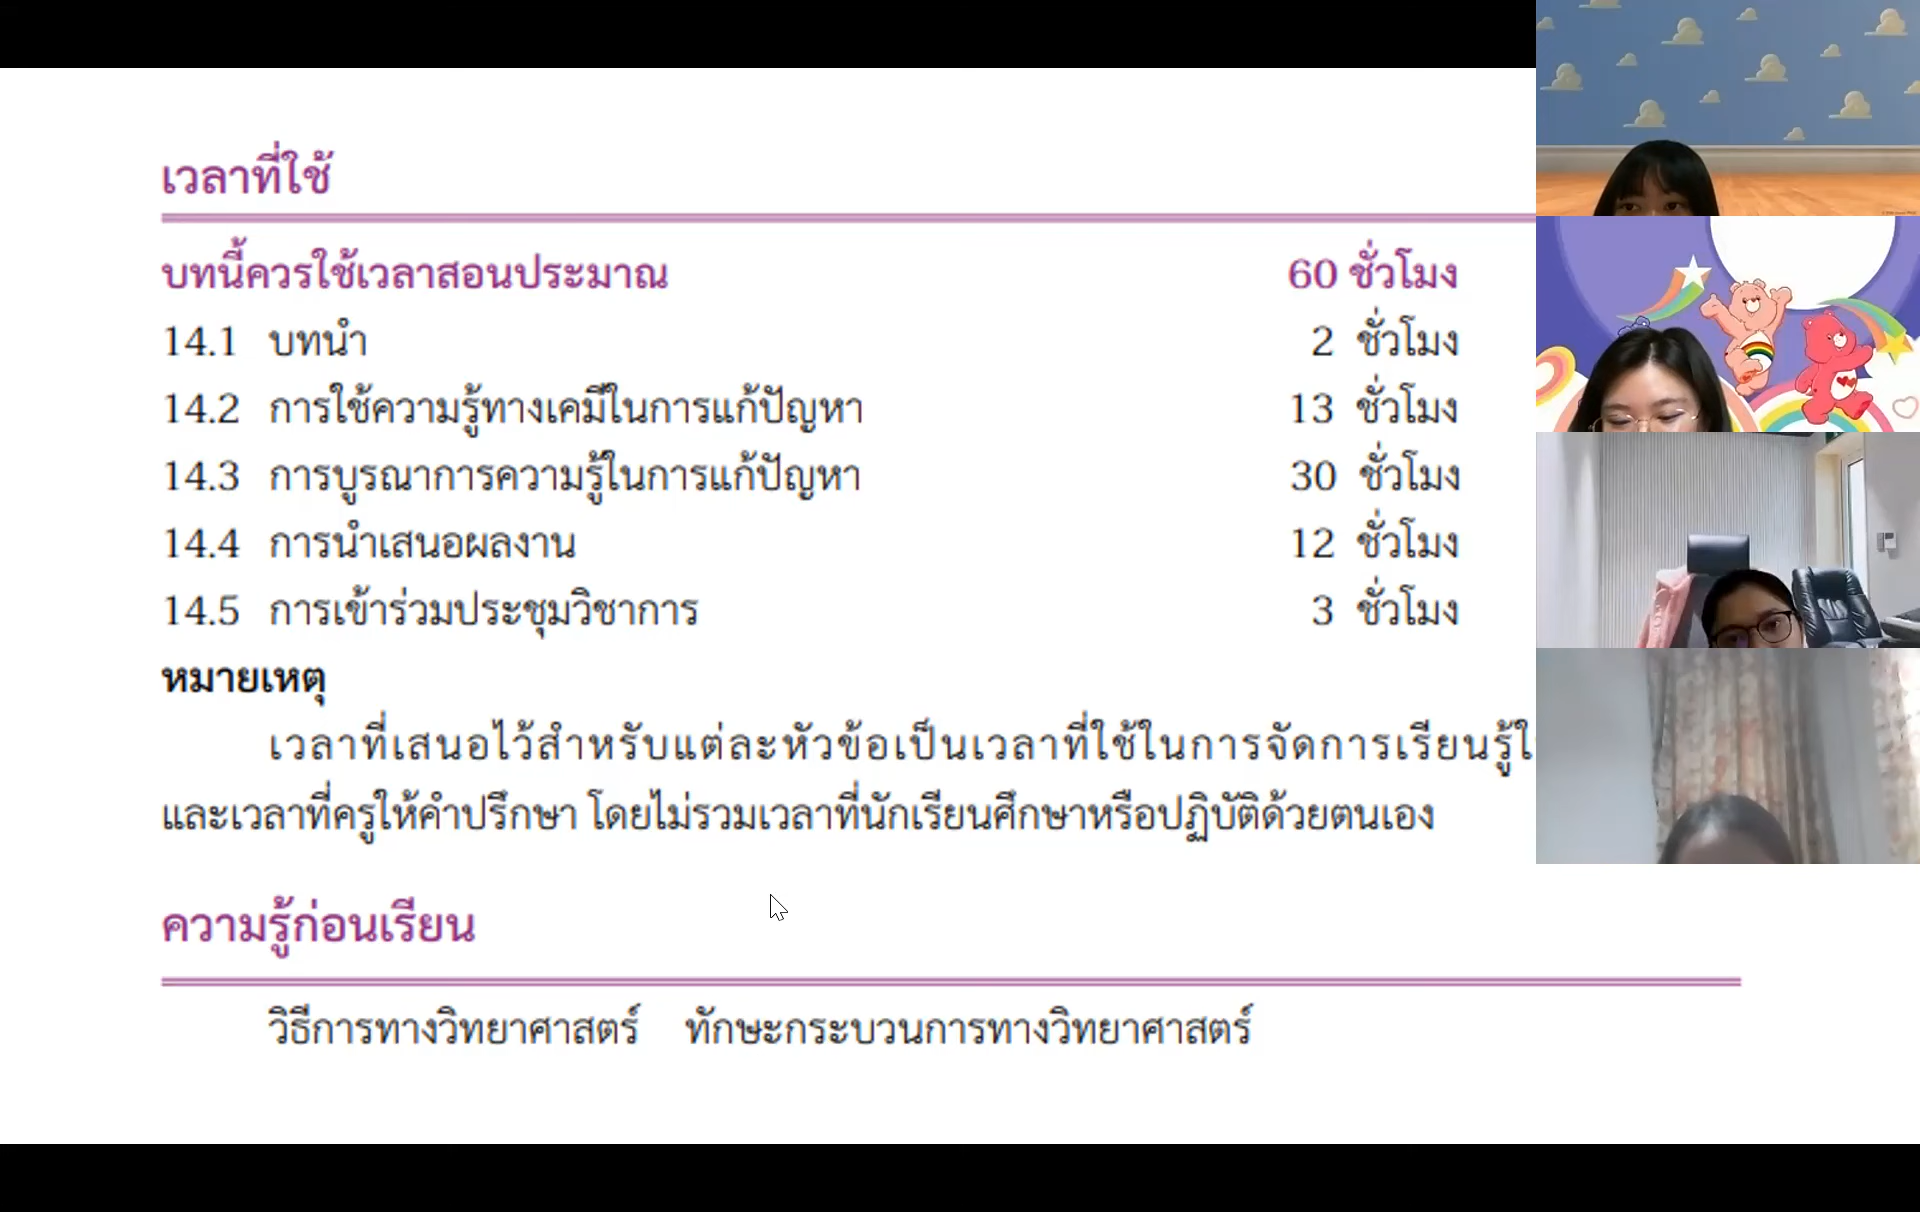 เวลาที่ใช้
บทนี้ควรใช้เวลาสอนประมาณ 60 ชั่วโมง
14.1 บทนำ 2 ชั่วโมง
14.2 การใช้ความรู้ทางเคมีในการแก้ปัญหา 13 ชั่วโมง
14.3 การบูรณาการความรู้ในการแก้ปัญหา 30 ชั่วโมง
14.4 การนำเสนอผลงาน 12 ชั่วโมง
14.5 การเข้าร่วมประชุมวิชาการ 3 ชั่วโมง
หมายเหตุ
เวลาที่เสนอไว้สำหรับแต่ละหัวข้อเป็นเวลาที่ใช้ในการจัดการเรียนรู้
และเวลาที่ครูให้คำปรึกษา โดยไม่รวมเวลาที่นักเรียนศึกษาหรือปฏิบัติด้วยตนเอง
ความรู้ก่อนเรียน
วิธีการทางวิทยาศาสตร์ ทักษะกระบวนการทางวิทยาศาสตร์